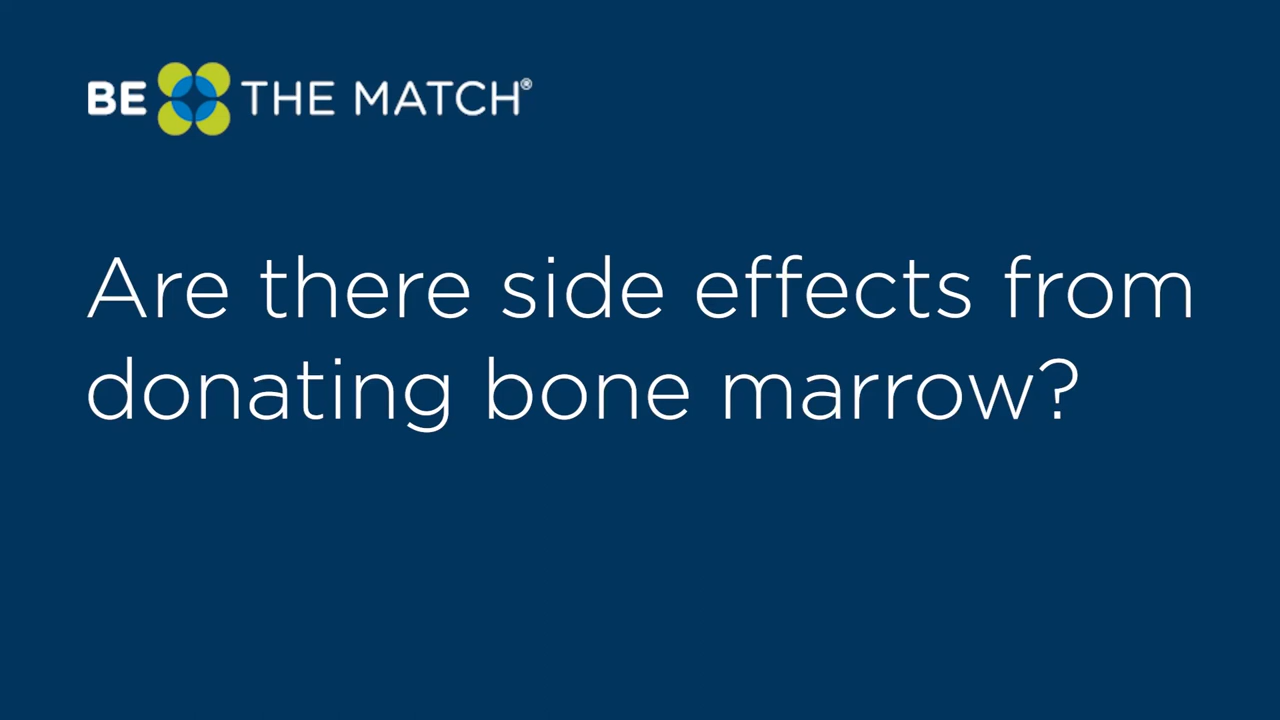 BE THE MATCH®
Are there side effects from
donating bone marrow?